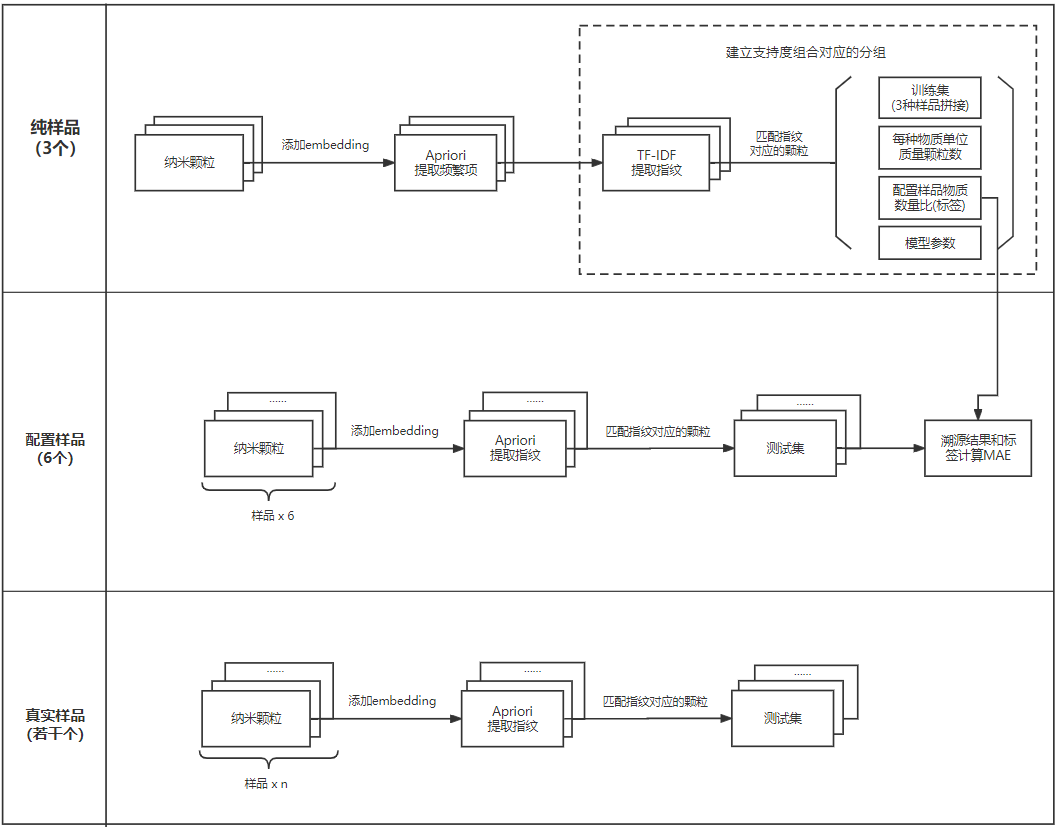 建立支持度组合对应的分组
纯样品
（3个）
纳米颗粒
添加embedding
Apriori
提取频繁项
TF-IDF
提取指纹
匹配指纹
对应的颗粒
训练集
(3种样品拼接)
每种物质单位
质量颗粒数
配置样品物质
数量比(标签)
模型参数
配置样品
（6个）
......
纳米颗粒
添加embedding
......
Apriori
提取指纹
匹配指纹对应的颗粒
......
测试集
溯源结果和标
签计算MAE
样品 x 6
真实样品
(若干个）
......
纳米颗粒
添加embedding
......
Apriori
提取指纹
匹配指纹对应的颗粒
......
测试集
样品 x n